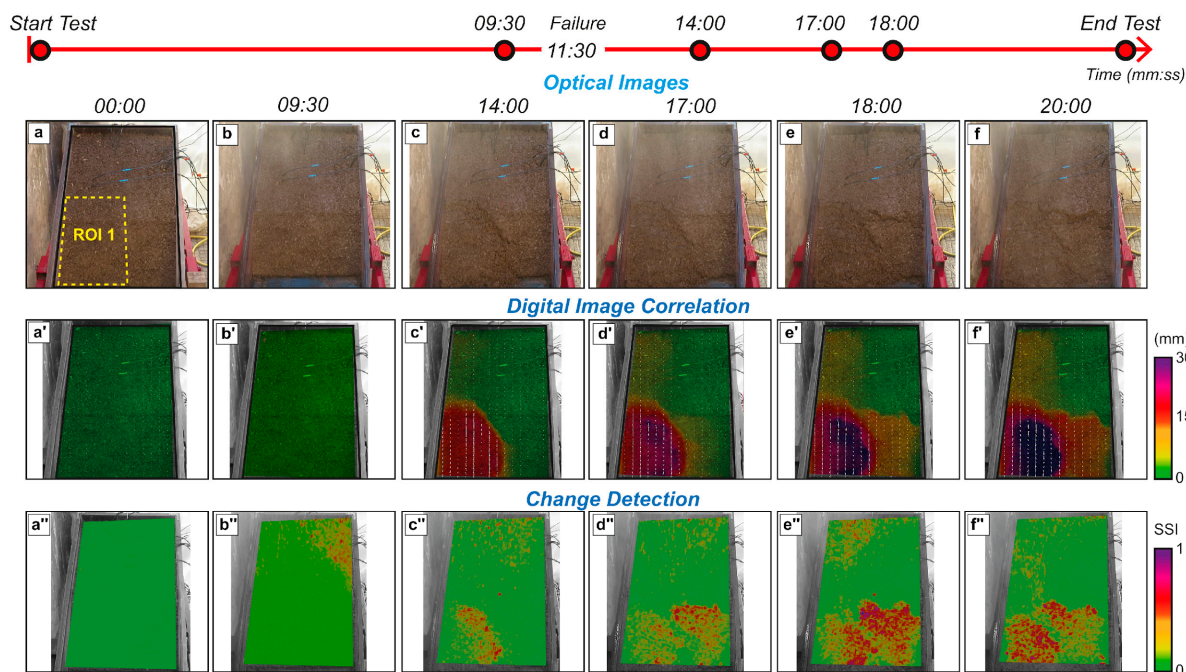 Start Test 09:30 Failure 14:00 17:00 18:00 End Test
11:30
Time (mm:ss)
Optical Images
00:00 09:30 14:00 17:00 18:00 20:00
a b c d e f
ROI 1
Digital Image Correlation
a' b' c' d' e' f'
(mm
30
15
0
Change Detection
a" b" c" d" e" f"
SSI
1
0